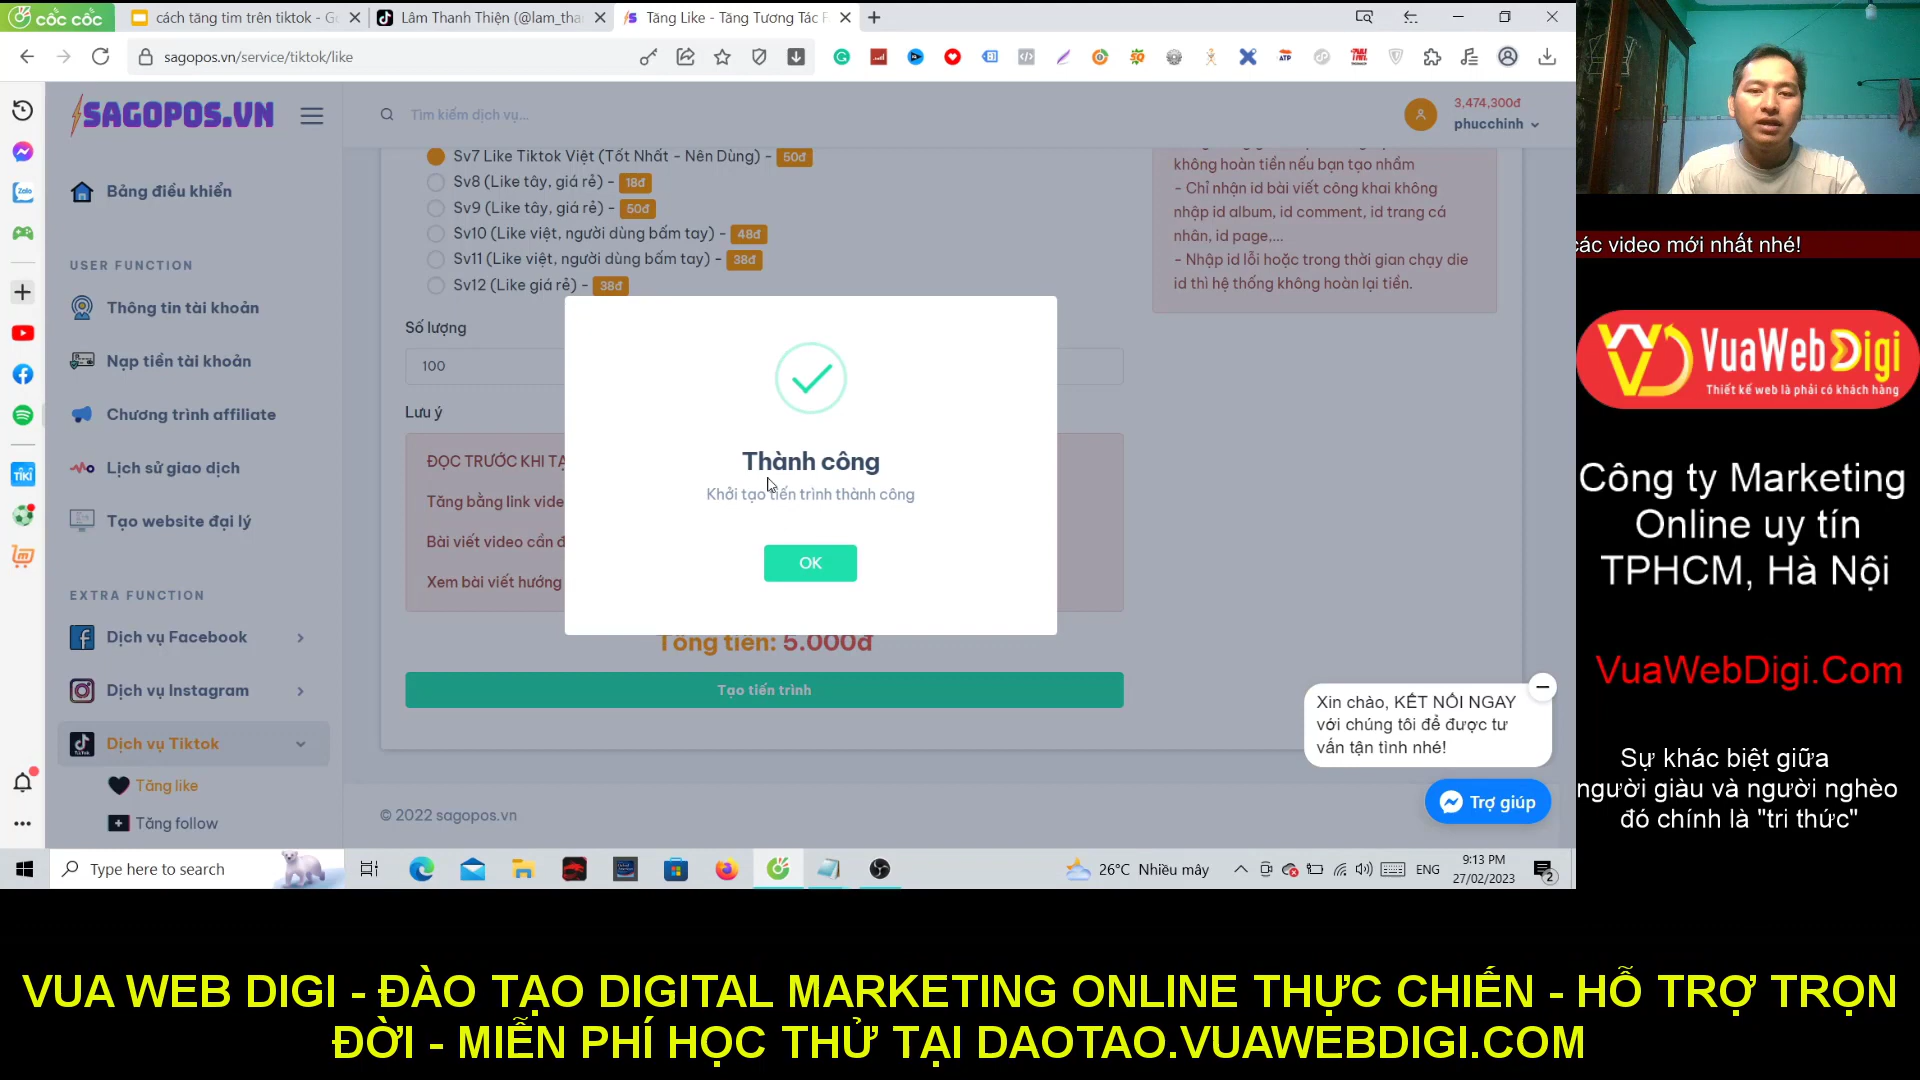 cốc cốc
cách tăng tim trên tiktok - G
Lâm Thanh Thiện (@lam_tha
Tăng Like - Tăng Tương Tác F
sagopos.vn/service/tiktok/like
SAGOPOS.VN
Tìm kiếm dịch vụ...
3,474,300đ
phucchinh
Bảng điều khiển
USER FUNCTION
Thông tin tài khoản
Nạp tiền tài khoản
Chương trình affiliate
Lịch sử giao dịch
Tạo website đại lý
EXTRA FUNCTION
Dịch vụ Facebook
Dịch vụ Instagram
Dịch vụ Tiktok
Tăng like
Tăng follow
Zalo
TIKI
Sv7 Like Tiktok Việt (Tốt Nhất - Nên Dùng) - 50đ
Sv8 (Like tây, giá rẻ) - 18đ
Sv9 (Like tây, giá rẻ) - 50đ
Sv10 (Like việt, người dùng bấm tay) - 48đ
Sv11 (Like việt, người dùng bấm tay) - 38đ
Sv12 (Like giá rẻ) - 38đ
Số lượng
100
Lưu ý
ĐỌC TRƯỚC KHI TẠ
Tăng bằng link vide
Bài viết video cần đ
Xem bài viết hướng
Thành công
Khởi tạo tiến trình thành công
OK
Tổng tiền: 5.000đ
Tạo tiến trình
không hoàn tiền nếu bạn tạo nhầm
- Chỉ nhận id bài viết công khai không
nhập id album, id comment, id trang cá
nhân, id page,...
- Nhập id lỗi hoặc trong thời gian chạy die
id thì hệ thống không hoàn lại tiền.
Xin chào, KẾT NỐI NGAY
với chúng tôi để được tư
vấn tận tình nhé!
Trợ giúp
© 2022 sagopos.vn
Type here to search
26°C Nhiều mây
ENG
9:13 PM
27/02/2023
2
các video mới nhất nhé!
VuaWebDigi
Thiết kế web là phải có khách hàng
Công ty Marketing
Online uy tín
TPHCM, Hà Nội
VuaWebDigi.Com
Sự khác biệt giữa
người giàu và người nghèo
đó chính là "tri thức"
VUA WEB DIGI - ĐÀO TẠO DIGITAL MARKETING ONLINE THỰC CHIẾN - HỖ TRỢ TRỌN
ĐỜI - MIỄN PHÍ HỌC THỬ TẠI DAOTAO.VUAWEBDIGI.COM